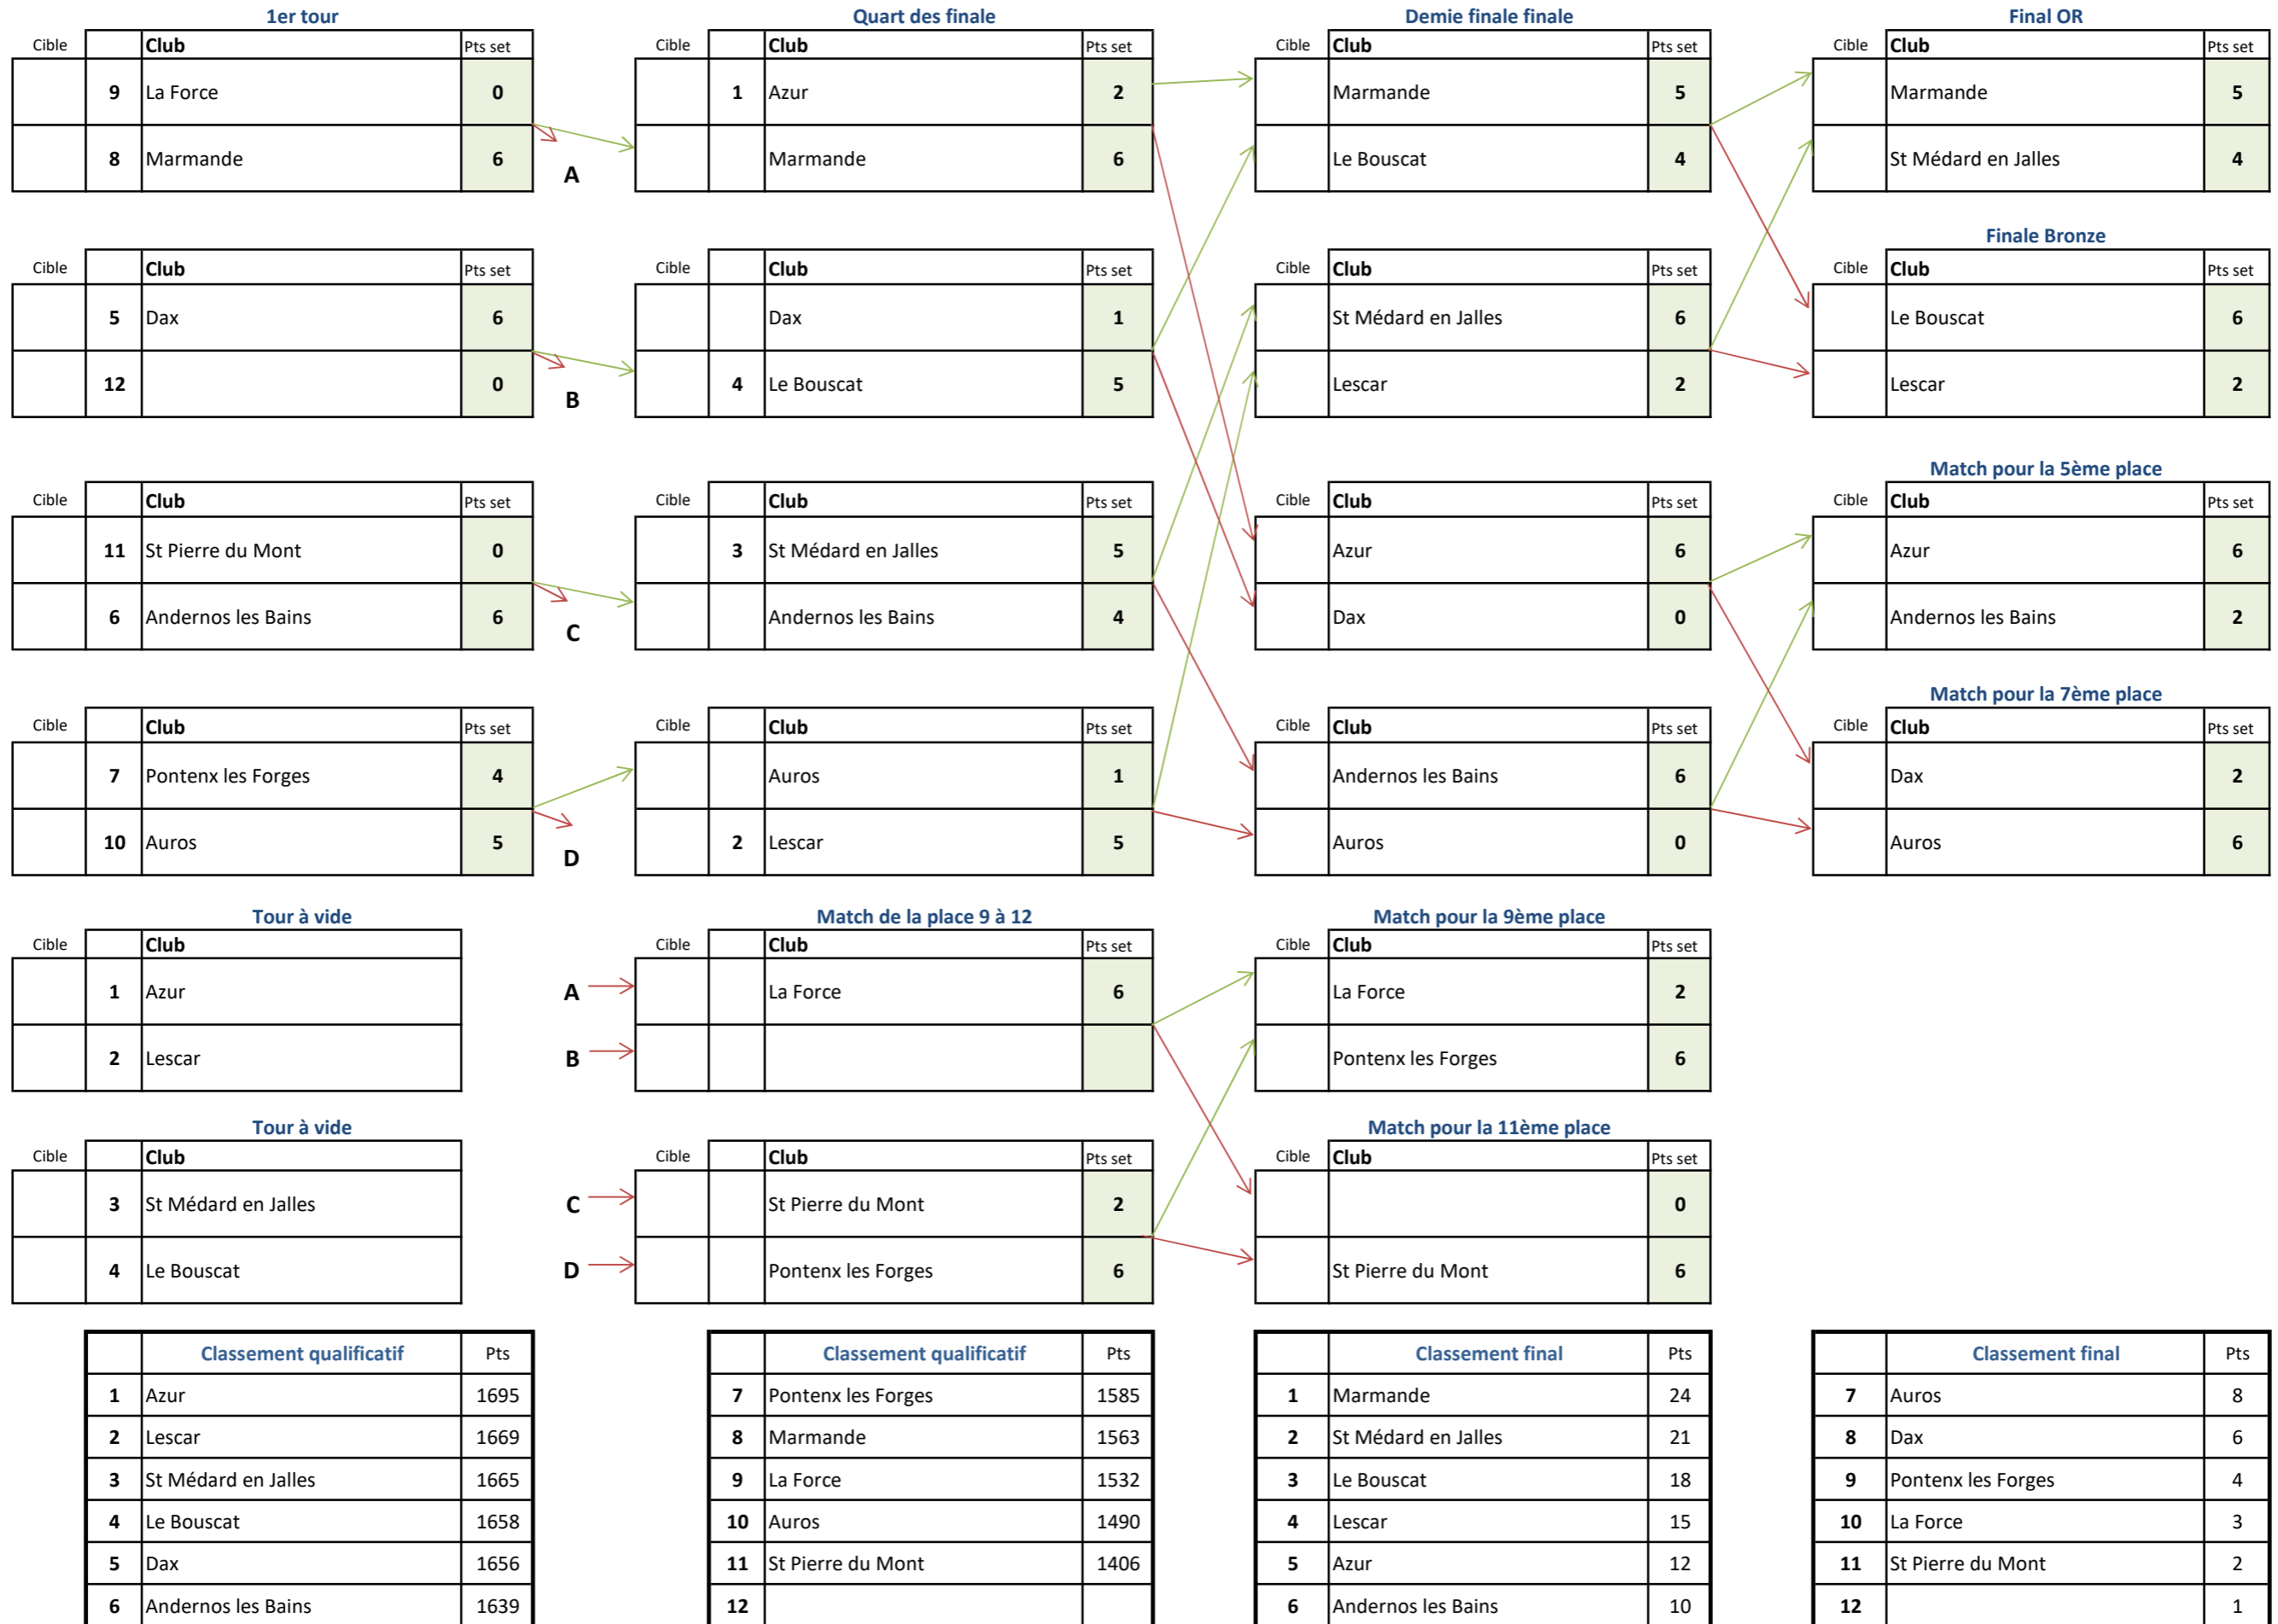 1er tour Quart des finale Demie finale finale Final OR
Cible Club Pts set Cible Club Pts set Cible Club Pts set Cible Club Pts set
9 La Force 0 1 Azur 2 Marmande 5 Marmande 5
8 Marmande 6 A Marmande 6 Le Bouscat 4 St Médard en Jalles 4
Finale Bronze
Cible Club Pts set Cible Club Pts set Cible Club Pts set Cible Club Pts set
5 Dax 6 Dax 1 St Médard en Jalles 6 Le Bouscat 6
12 0 B 4 Le Bouscat 5 Lescar 2 Lescar 2
Match pour la 5ème place
Cible Club Pts set Cible Club Pts set Cible Club Pts set Cible Club Pts set
11 St Pierre du Mont 0 3 St Médard en Jalles 5 Azur 6 Azur 6
6 Andernos les Bains 6 C Andernos les Bains 4 Dax 0 Andernos les Bains 2
Match pour la 7ème place
Cible Club Pts set Cible Club Pts set Cible Club Pts set Cible Club Pts set
7 Pontenx les Forges 4 Auros 1 Andernos les Bains 6 Dax 2
10 Auros 5 D 2 Lescar 5 Auros 0 Auros 6
Tour à vide Match de la place 9 à 12 Match pour la 9ème place
Cible Club Cible Club Pts set Cible Club Pts set
1 Azur A La Force 6 La Force 2
2 Lescar B Pontenx les Forges 6
Tour à vide Match pour la 11ème place
Cible Club Cible Club Pts set Cible Club Pts set
3 St Médard en Jalles C St Pierre du Mont 2 0
4 Le Bouscat D Pontenx les Forges 6 St Pierre du Mont 6
Classement qualificatif Pts Classement qualificatif Pts Classement final Pts Classement final Pts
1 Azur 1695 7 Pontenx les Forges 1585 1 Marmande 24 7 Auros 8
2 Lescar 1669 8 Marmande 1563 2 St Médard en Jalles 21 8 Dax 6
3 St Médard en Jalles 1665 9 La Force 1532 3 Le Bouscat 18 9 Pontenx les Forges 4
4 Le Bouscat 1658 10 Auros 1490 4 Lescar 15 10 La Force 3
5 Dax 1656 11 St Pierre du Mont 1406 5 Azur 12 11 St Pierre du Mont 2
6 Andernos les Bains 1639 12 6 Andernos les Bains 10 12 1